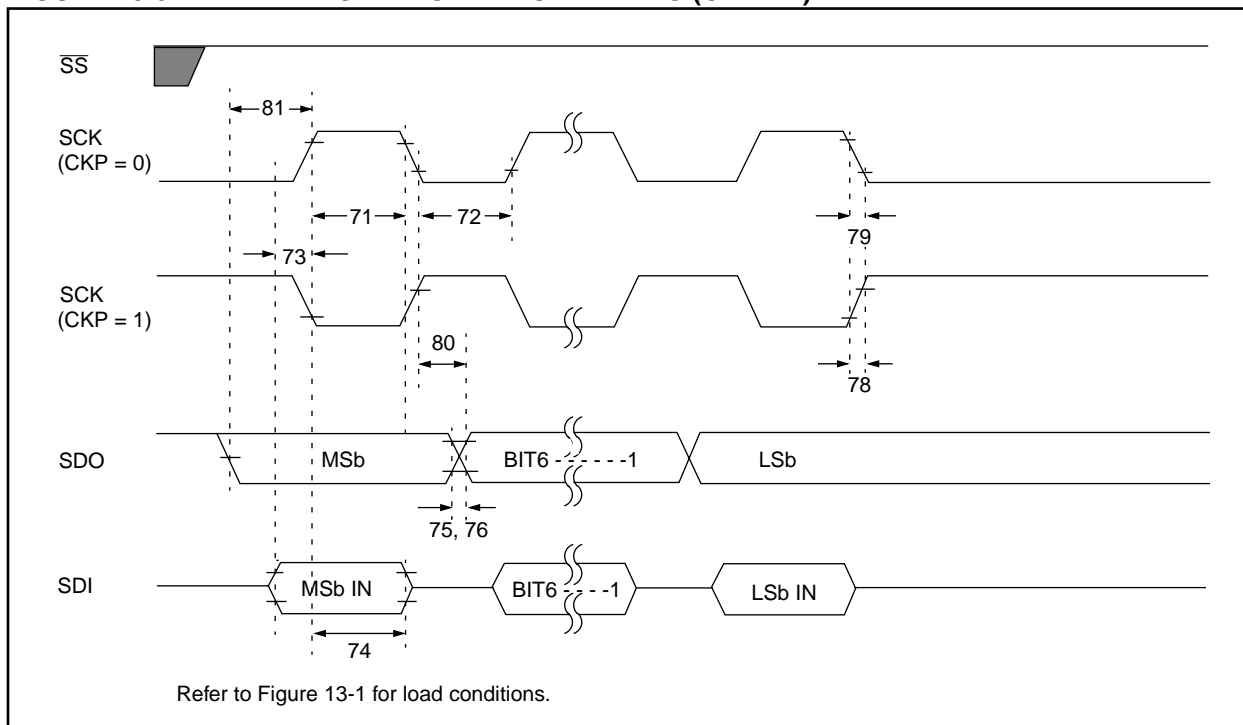 SS
81
SCK
(CKP = 0)
71
72
79
73
SCK
(CKP = 1)
80
78
SDO
MSb
BIT6 - - - - - -1
LSb
75, 76
SDI
MSb IN
BIT6 - - - - -1
LSb IN
74
Refer to Figure 13-1 for load conditions.